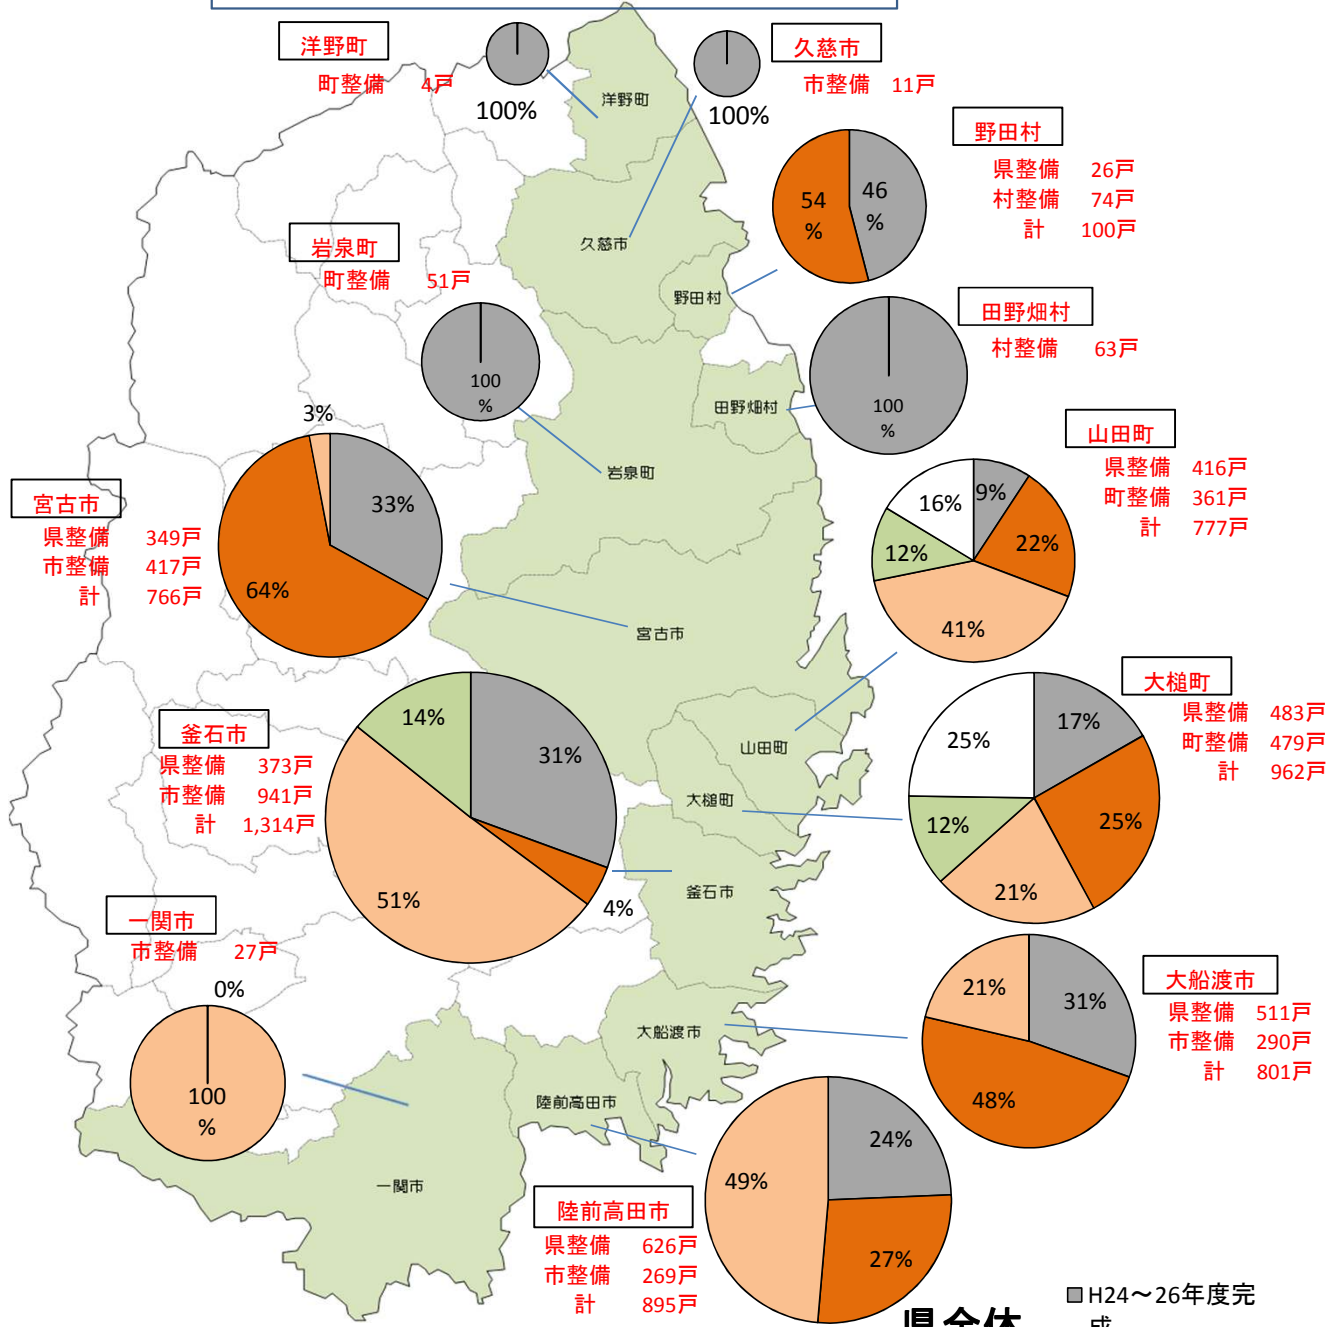 洋野町
町整備 4戸
100%
久慈市
市整備 11戸
100%
野田村
県整備 26戸
村整備 74戸
計 100戸
54
%
46
%
洋野町
久慈市
野田村
岩泉町
町整備 51戸
100
%
田野畑村
村整備 63戸
100
%
田野畑村
岩泉町
宮古市
県整備 349戸
市整備 417戸
計 766戸
3%
33%
64%
宮古市
山田町
県整備 416戸
町整備 361戸
計 777戸
16%
9%
22%
12%
41%
山田町
大槌町
県整備 483戸
町整備 479戸
計 962戸
25%
17%
25%
12%
21%
大槌町
釜石市
県整備 373戸
市整備 941戸
計 1,314戸
14%
31%
51%
4%
釜石市
一関市
市整備 27戸
0%
100
%
一関市
大船渡市
県整備 511戸
市整備 290戸
計 801戸
21%
31%
48%
大船渡市
陸前高田市
陸前高田市
県整備 626戸
市整備 269戸
計 895戸
49%
24%
27%
県全体
H24～26年度完
成